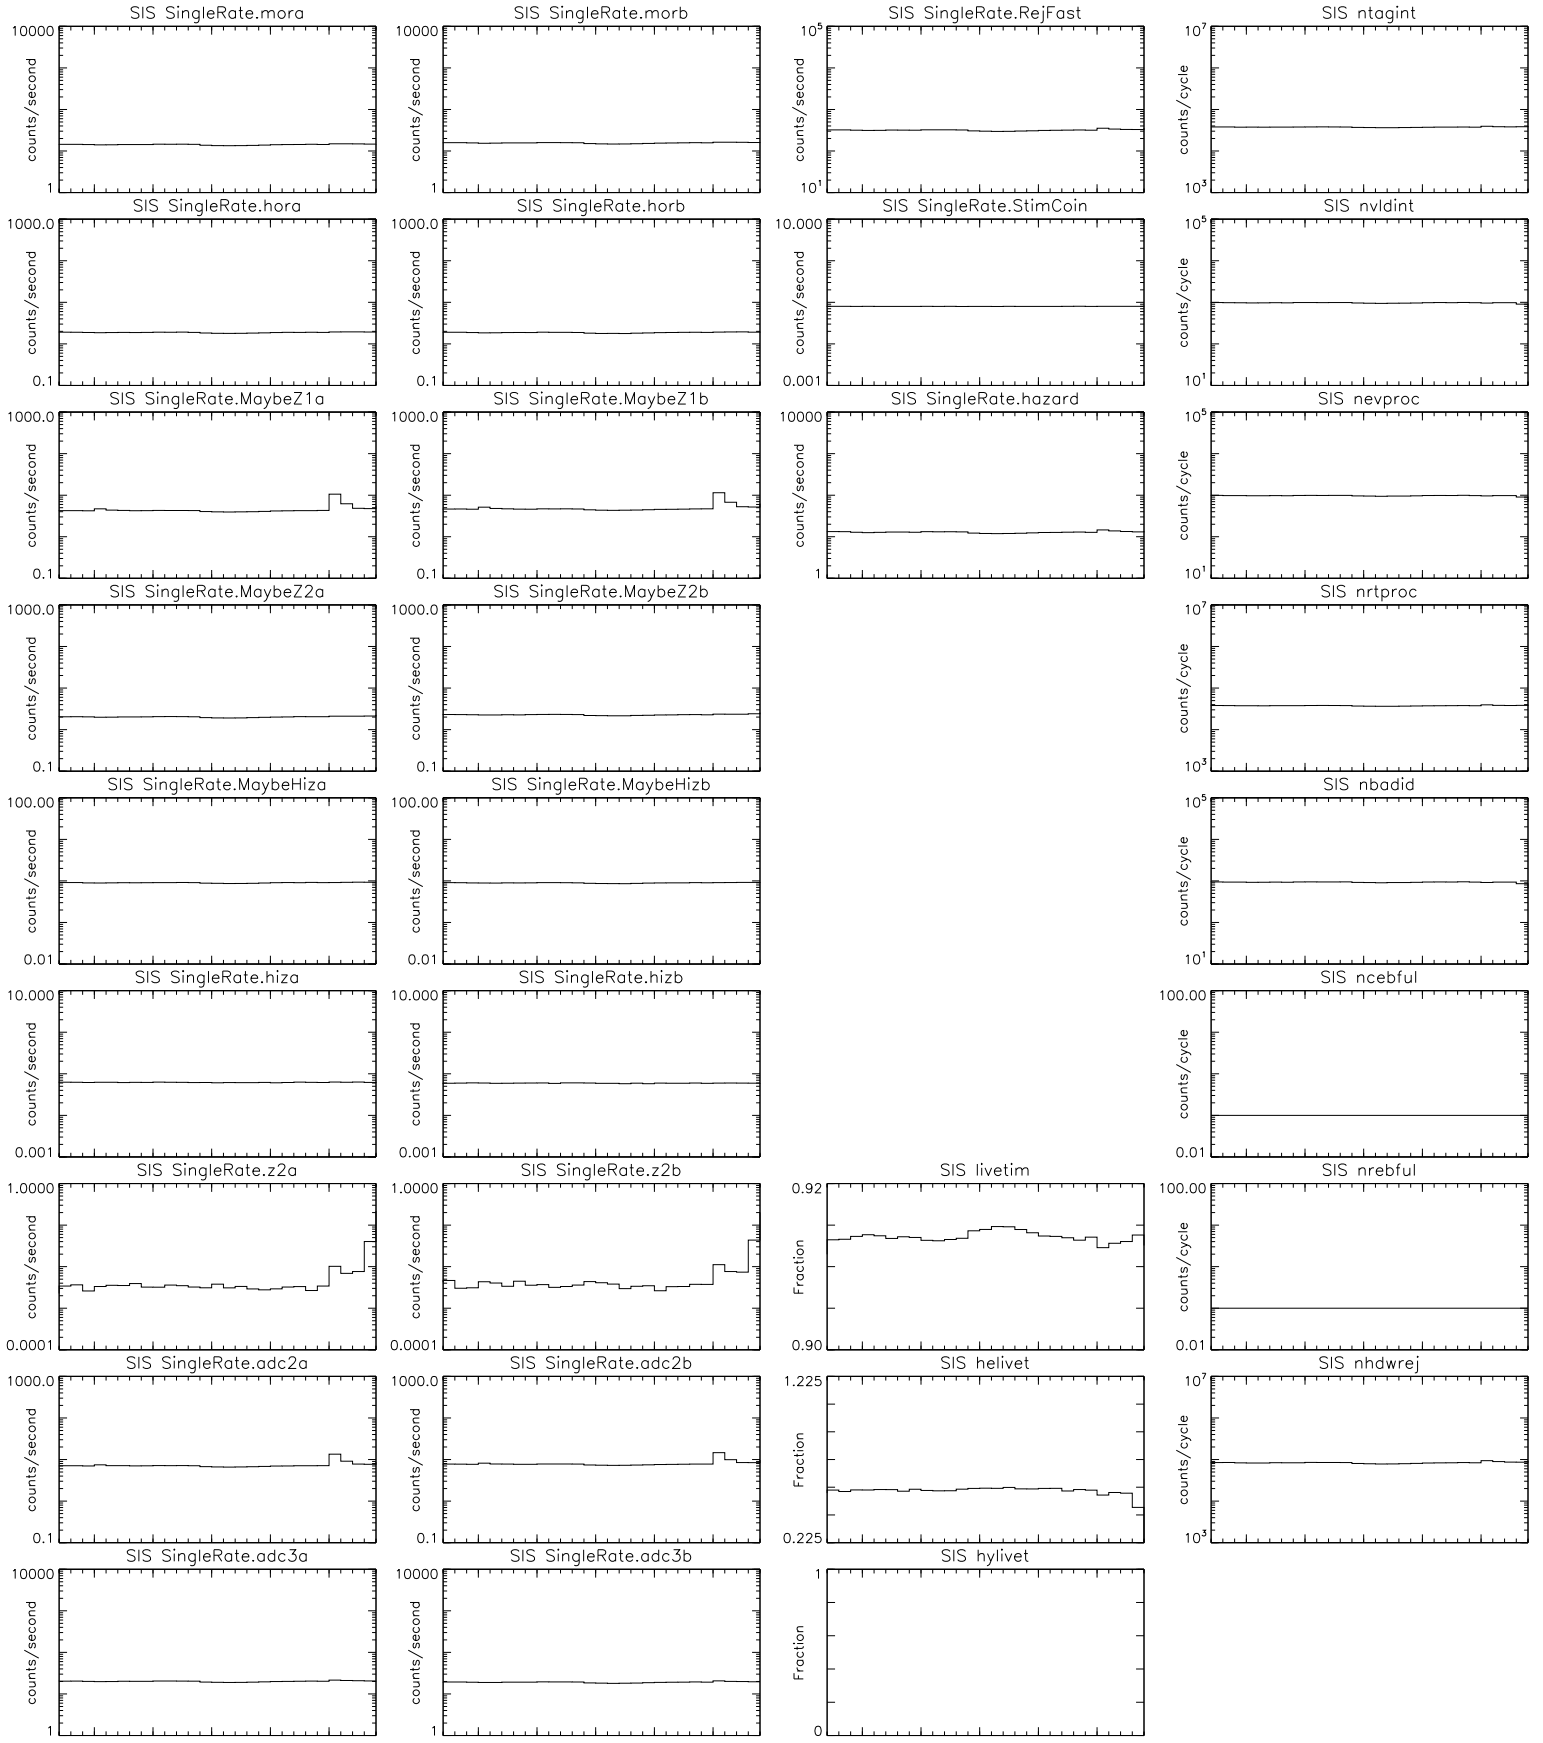 SIS SingleRate.mora
10000
counts/second
1
SIS SingleRate.morb
10000
counts/second
1
SIS SingleRate.RejFast
10^5
counts/second
10^1
SIS ntagint
10^7
counts/cycle
10^3
SIS SingleRate.hora
1000.0
counts/second
0.1
SIS SingleRate.horb
1000.0
counts/second
0.1
SIS SingleRate.StimCoin
10.000
counts/second
0.001
SIS nvldint
10^5
counts/cycle
10^1
SIS SingleRate.MaybeZ1a
1000.0
counts/second
0.1
SIS SingleRate.MaybeZ1b
1000.0
counts/second
0.1
SIS SingleRate.hazard
10000
counts/second
1
SIS nevproc
10^5
counts/cycle
10^1
SIS SingleRate.MaybeZ2a
1000.0
counts/second
0.1
SIS SingleRate.MaybeZ2b
1000.0
counts/second
0.1
SIS nrtproc
10^7
counts/cycle
10^3
SIS SingleRate.MaybeHiza
100.00
counts/second
0.01
SIS SingleRate.MaybeHizb
100.00
counts/second
0.01
SIS nbadid
10^5
counts/cycle
10^1
SIS SingleRate.hiza
10.000
counts/second
0.001
SIS SingleRate.hizb
10.000
counts/second
0.001
SIS ncebful
100.00
counts/cycle
0.01
SIS SingleRate.z2a
1.0000
counts/second
0.0001
SIS SingleRate.z2b
1.0000
counts/second
0.0001
SIS livetim
0.92
Fraction
0.90
SIS nrebful
100.00
counts/cycle
0.01
SIS SingleRate.adc2a
1000.0
counts/second
0.1
SIS SingleRate.adc2b
1000.0
counts/second
0.1
SIS helivet
1.225
Fraction
0.225
SIS nhdwrej
10^7
counts/cycle
10^3
SIS SingleRate.adc3a
10000
counts/second
1
SIS SingleRate.adc3b
10000
counts/second
1
SIS hylivet
1
Fraction
0